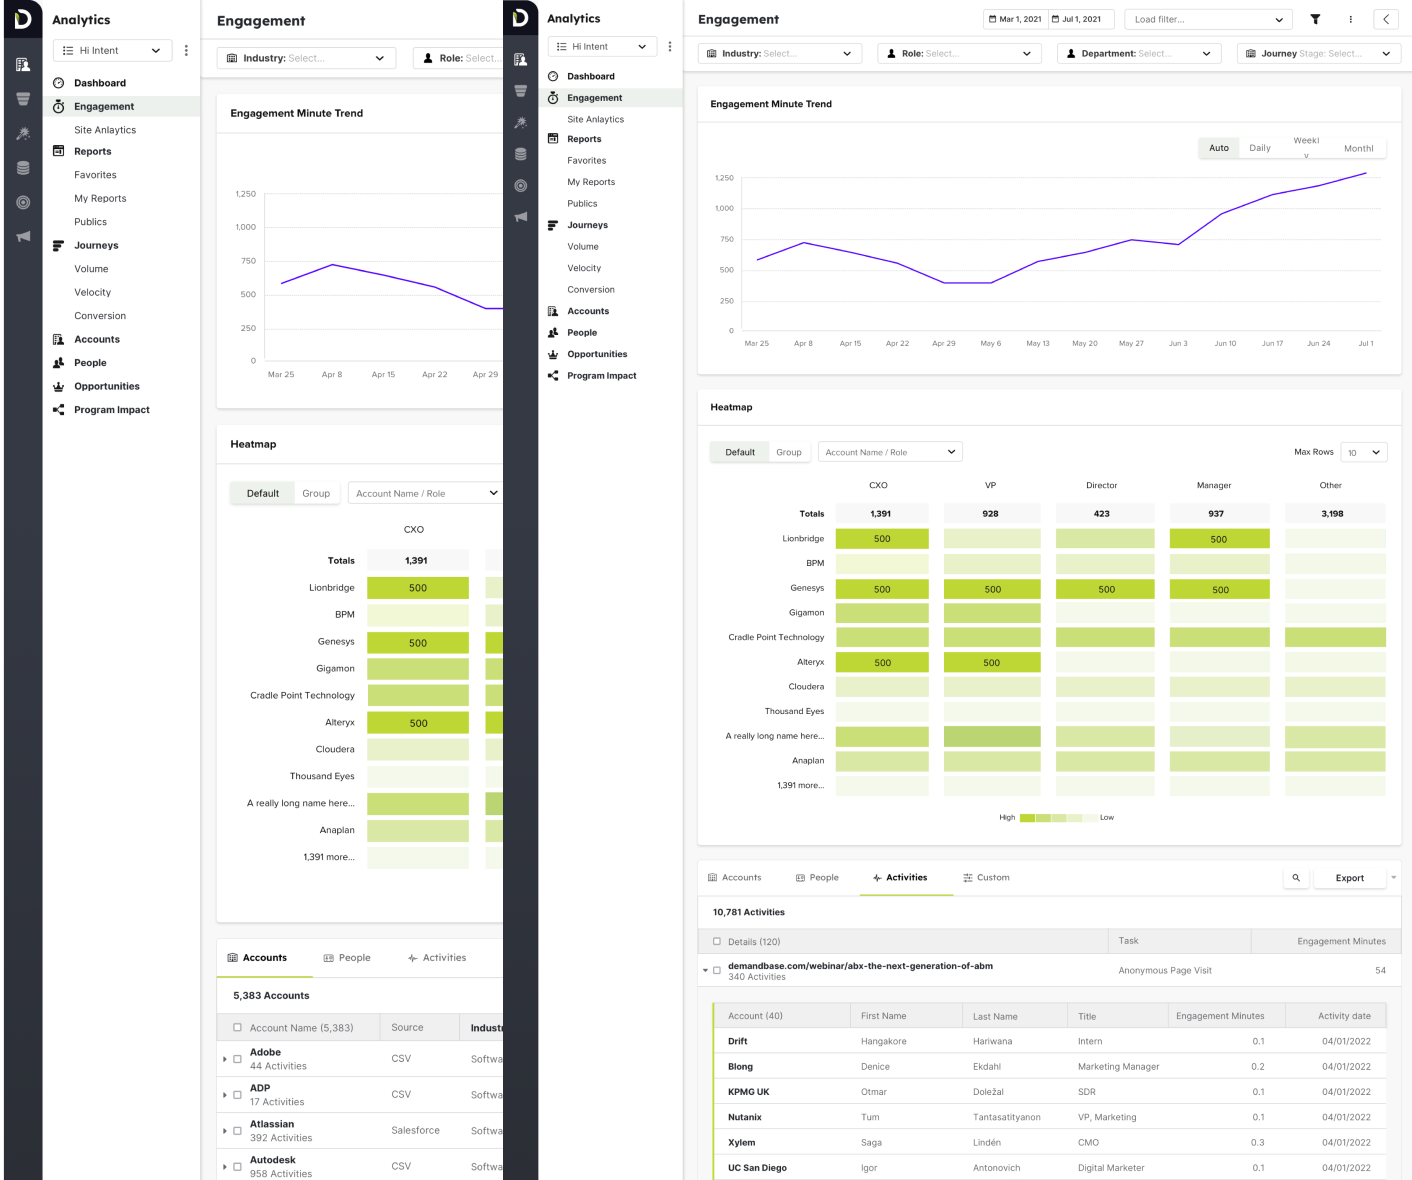 Analytics
Hi Intent
Dashboard
Engagement
Site Anlaytics
Reports
Favorites
My Reports
Publics
Journeys
Volume
Velocity
Conversion
Accounts
People
Opportunities
Program Impact
Engagement
Industry: Select...
Role: Select...
Engagement Minute Trend
1,250
1,000
750
500
250
0
Mar 25 Apr 8 Apr 15 Apr 22 Apr 29
Heatmap
Default Group Account Name / Role
CXO
Totals 1,391
Lionbridge 500
BPM
Genesys 500
Gigamon
Cradle Point Technology
Alteryx 500
Cloudera
Thousand Eyes
A really long name here...
Anaplan
1,391 more...
Accounts People Activities
5,383 Accounts
Account Name (5,383) Source Industr
Adobe
44 Activities CSV Softwa
ADP
17 Activities CSV Softwa
Atlassian
392 Activities Salesforce Softwa
Autodesk
958 Activities CSV Softwa
Analytics
Hi Intent
Dashboard
Engagement
Site Anlaytics
Reports
Favorites
My Reports
Publics
Journeys
Volume
Velocity
Conversion
Accounts
People
Opportunities
Program Impact
Engagement Mar 1, 2021 Jul 1, 2021 Load filter...
Industry: Select... Role: Select... Department: Select... Journey Stage: Select...
Engagement Minute Trend
Auto Daily Weekl
y Monthl
1,250
1,000
750
500
250
0
Mar 25 Apr 8 Apr 15 Apr 22 Apr 29 May 6 May 13 May 20 May 27 Jun 3 Jun 10 Jun 17 Jun 24 Jul 1
Heatmap
Default Group Account Name / Role Max Rows 10
CXO VP Director Manager Other
Totals 1,391 928 423 937 3,198
Lionbridge 500 500
BPM
Genesys 500 500 500 500
Gigamon
Cradle Point Technology
Alteryx 500 500
Cloudera
Thousand Eyes
A really long name here...
Anaplan
1,391 more...
High Low
Accounts People Activities Custom Export
10,781 Activities
Details (120) Task Engagement Minutes
demandbase.com/webinar/abx-the-next-generation-of-abm
340 Activities Anonymous Page Visit 54
Account (40) First Name Last Name Title Engagement Minutes Activity date
Drift Hangakore Hariwana Intern 0.1 04/01/2022
Blong Denice Ekdahl Marketing Manager 0.2 04/01/2022
KPMG UK Otmar Doležal SDR 0.1 04/01/2022
Nutanix Tum Tantasatityanon VP, Marketing 0.1 04/01/2022
Xylem Saga Lindén CMO 0.3 04/01/2022
UC San Diego Igor Antonovich Digital Marketer 0.1 04/01/2022